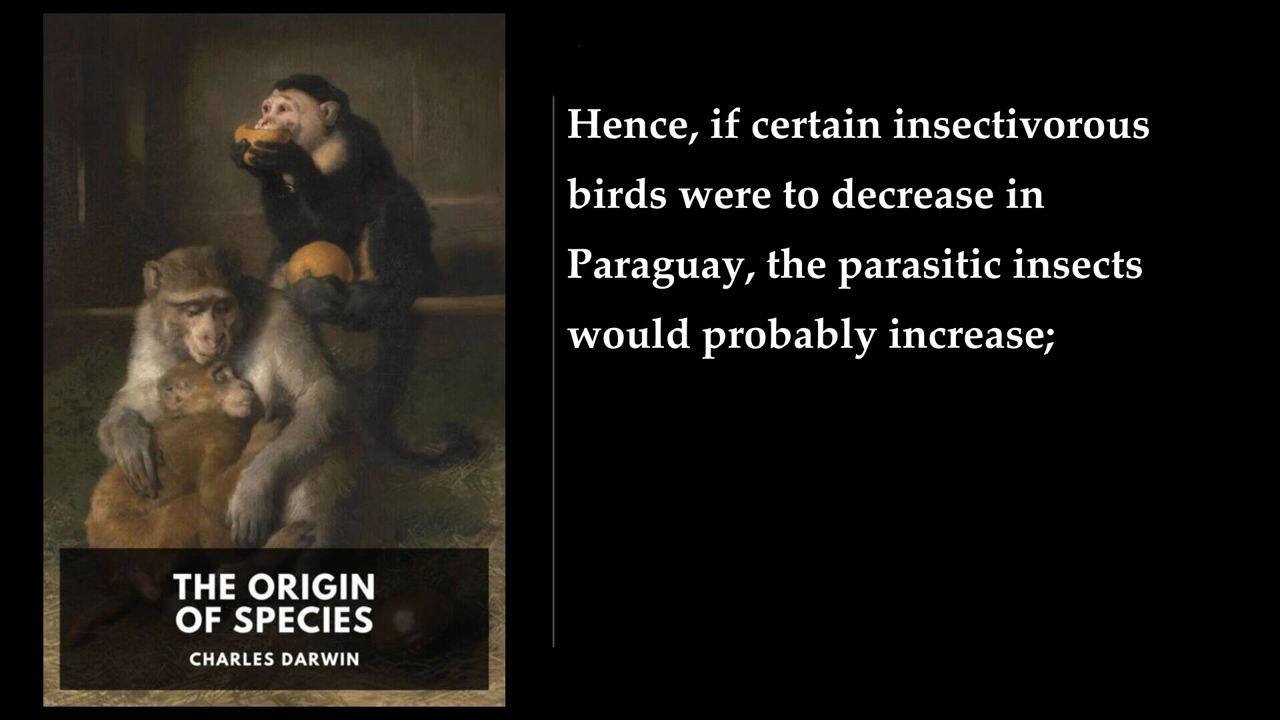 Hence, if certain insectivorous
birds were to decrease in
Paraguay, the parasitic insects
would probably increase;
THE ORIGIN
OF SPECIES
CHARLES DARWIN